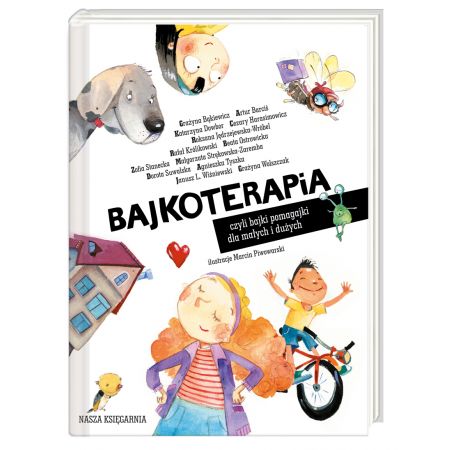 Grażyna Bąkiewicz Artur Barciś
Katarzyna Dowbor Cezary Harasimowicz
Roksana Jędrzejewska-Wróbel
Rafał Królikowski Beata Ostrowicka
Zofia Stanecka Małgorzata Strękowska-Zaremba
Dorota Suwalska Agnieszka Tyszka
Janusz L. Wiśniewski Grażyna Wolszczak
BAJKOTERAPiA
czyli bajki pomagajki
dla małych i dużych
ilustracje Marcin Piwowarski
NASZA KSIĘGARNIA